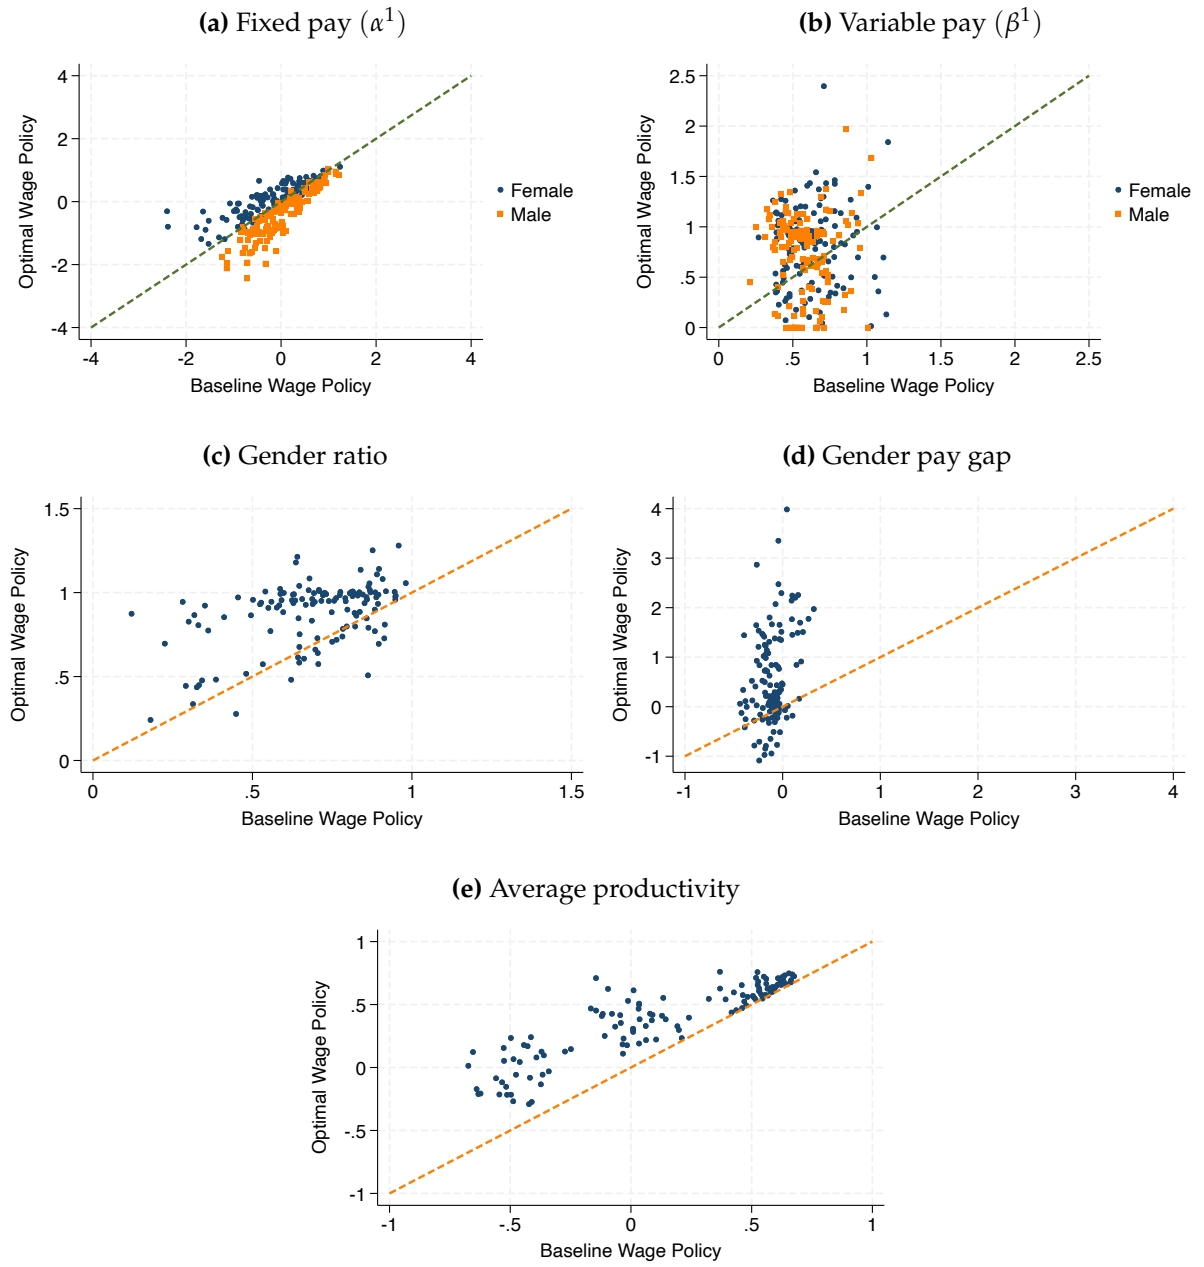 (a) Fixed pay (α¹)
Optimal Wage Policy
4
2
0
-2
-4
-4 -2 0 2 4
Baseline Wage Policy
Female
Male
(b) Variable pay (β¹)
Optimal Wage Policy
2.5
2
1.5
1
.5
0
0 .5 1 1.5 2 2.5
Baseline Wage Policy
Female
Male
(c) Gender ratio
Optimal Wage Policy
1.5
1
.5
0
0 .5 1 1.5
Baseline Wage Policy
(d) Gender pay gap
Optimal Wage Policy
4
3
2
1
0
-1
-1 0 1 2 3 4
Baseline Wage Policy
(e) Average productivity
Optimal Wage Policy
1
.5
0
-.5
-1
-1 -.5 0 .5 1
Baseline Wage Policy